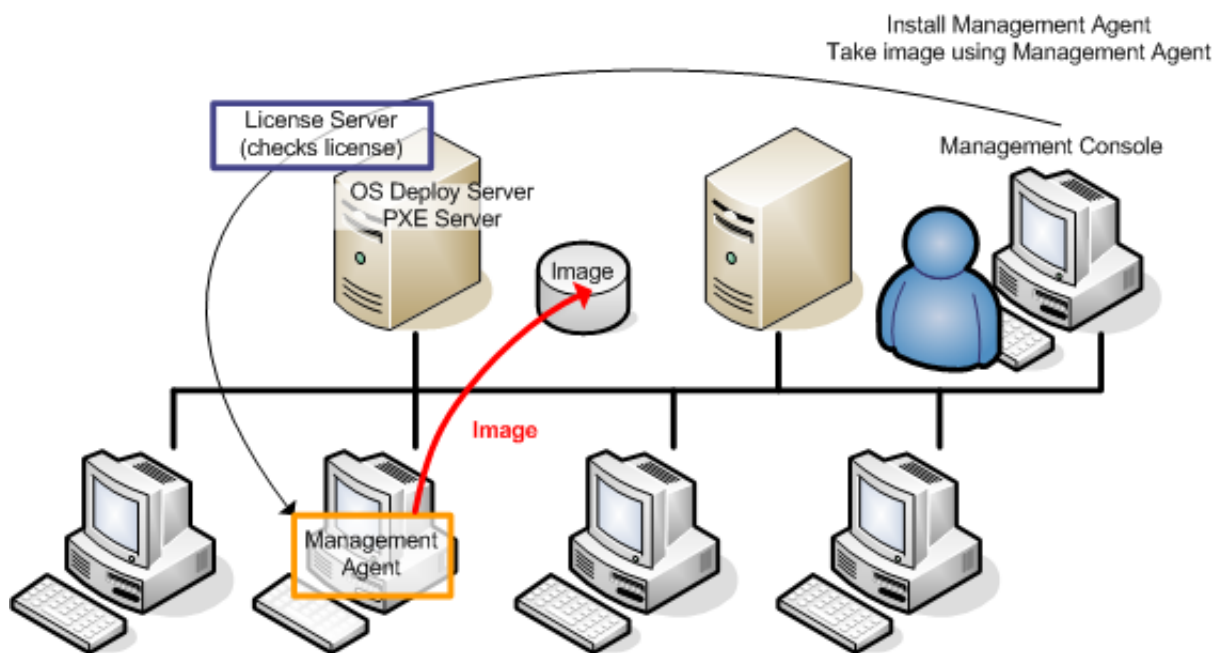 Install Management Agent
Take image using Management Agent
License Server
(checks license)
Management Console
OS Deploy Server
PXE Server
Image
Image
Management
Agent